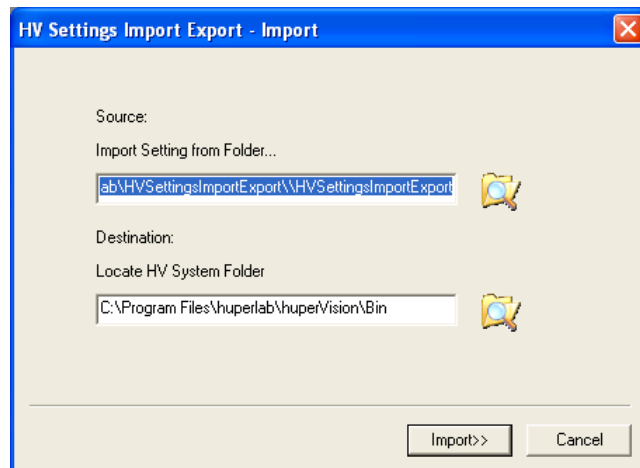 HV Settings Import Export - Import
Source:
Import Setting from Folder...
ab\HVSettingsImportExport\\HVSettingsImportExport
Destination:
Locate HV System Folder
C:\Program Files\huperlab\huperVision\Bin
Import>> Cancel